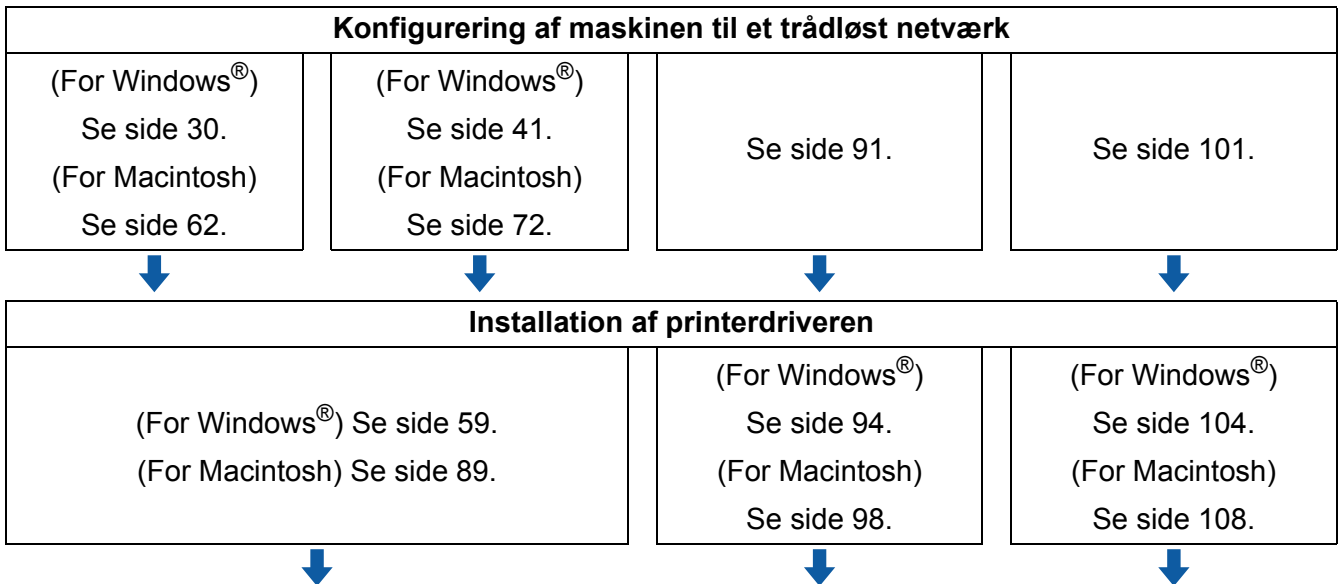 Konfigurering af maskinen til et trådløst netværk
(For Windows®)
Se side 30.
(For Macintosh)
Se side 62.
(For Windows®)
Se side 41.
(For Macintosh)
Se side 72.
Se side 91.
Se side 101.
Installation af printerdriveren
(For Windows®) Se side 59.
(For Macintosh) Se side 89.
(For Windows®)
Se side 94.
(For Macintosh)
Se side 98.
(For Windows®)
Se side 104.
(For Macintosh)
Se side 108.